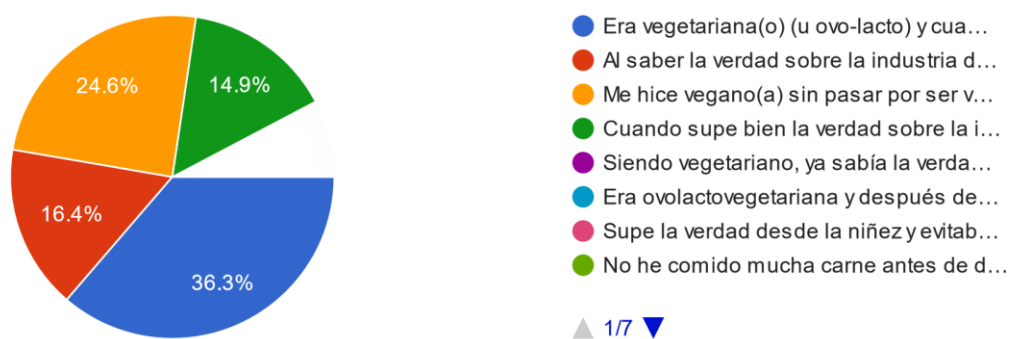 24.6%
14.9%
16.4%
36.3%
Era vegetariana(o) (u ovo-lacto) y cua…
Al saber la verdad sobre la industria d…
Me hice vegano(a) sin pasar por ser v…
Cuando supe bien la verdad sobre la i…
Siendo vegetariano, ya sabía la verda…
Era ovolactovegetariana y después de…
Supe la verdad desde la niñez y evitab…
No he comido mucha carne antes de d…
1/7